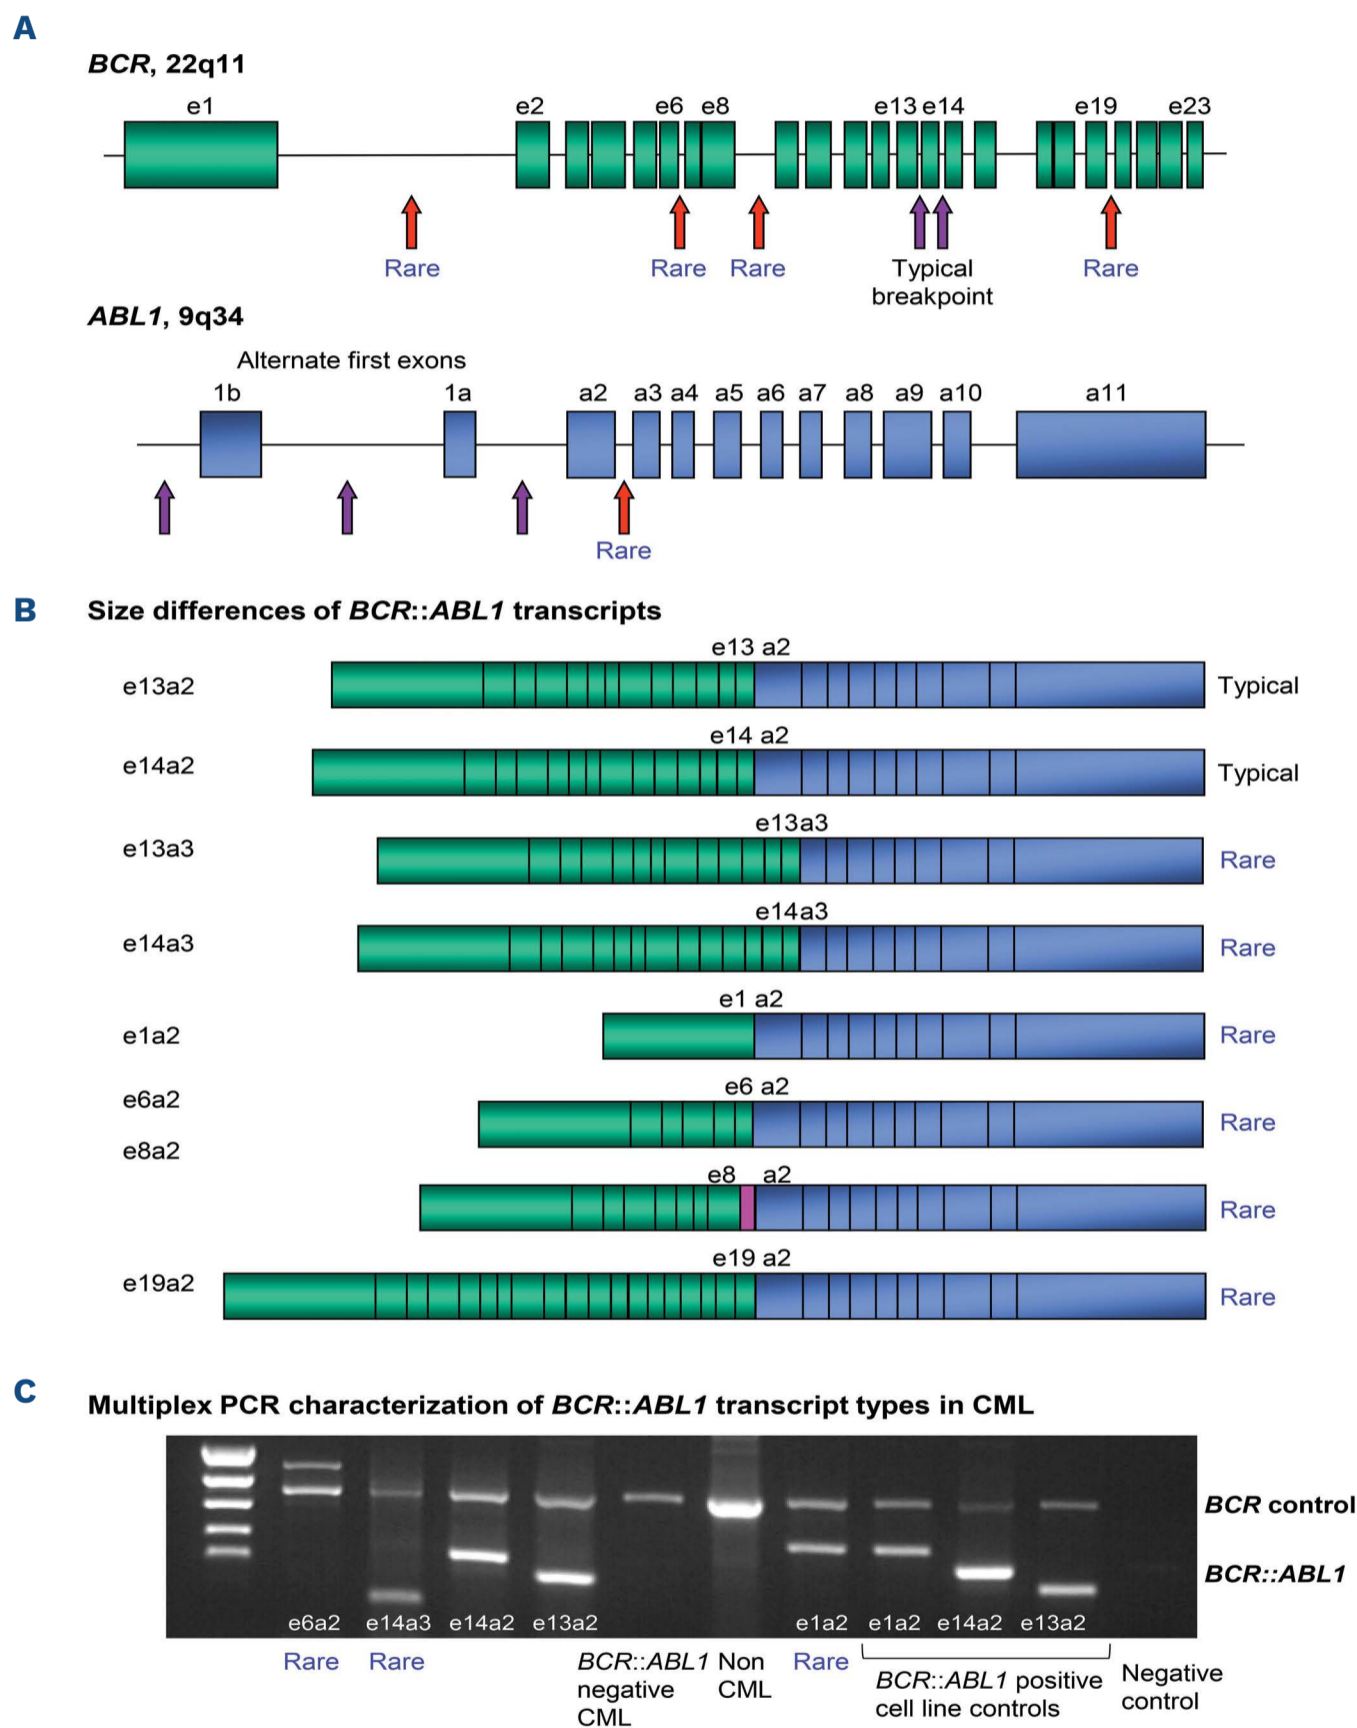 A
BCR, 22q11
e1 e2 e6 e8 e13 e14 e19 e23
Rare Rare Rare Typical breakpoint Rare
ABL1, 9q34
Alternate first exons
1b 1a a2 a3 a4 a5 a6 a7 a8 a9 a10 a11
Rare
B
Size differences of BCR::ABL1 transcripts
e13 a2
e13a2 Typical
e14 a2
e14a2 Typical
e13a3
e13a3 Rare
e14a3
e14a3 Rare
e1 a2
e1a2 Rare
e6 a2
e6a2 Rare
e8a2
e8 a2
Rare
e19 a2
e19a2 Rare
C
Multiplex PCR characterization of BCR::ABL1 transcript types in CML
BCR control
BCR::ABL1
e6a2 e14a3 e14a2 e13a2 e1a2 e1a2 e14a2 e13a2
Rare Rare BCR::ABL1 negative CML Non CML Rare BCR::ABL1 positive cell line controls Negative control